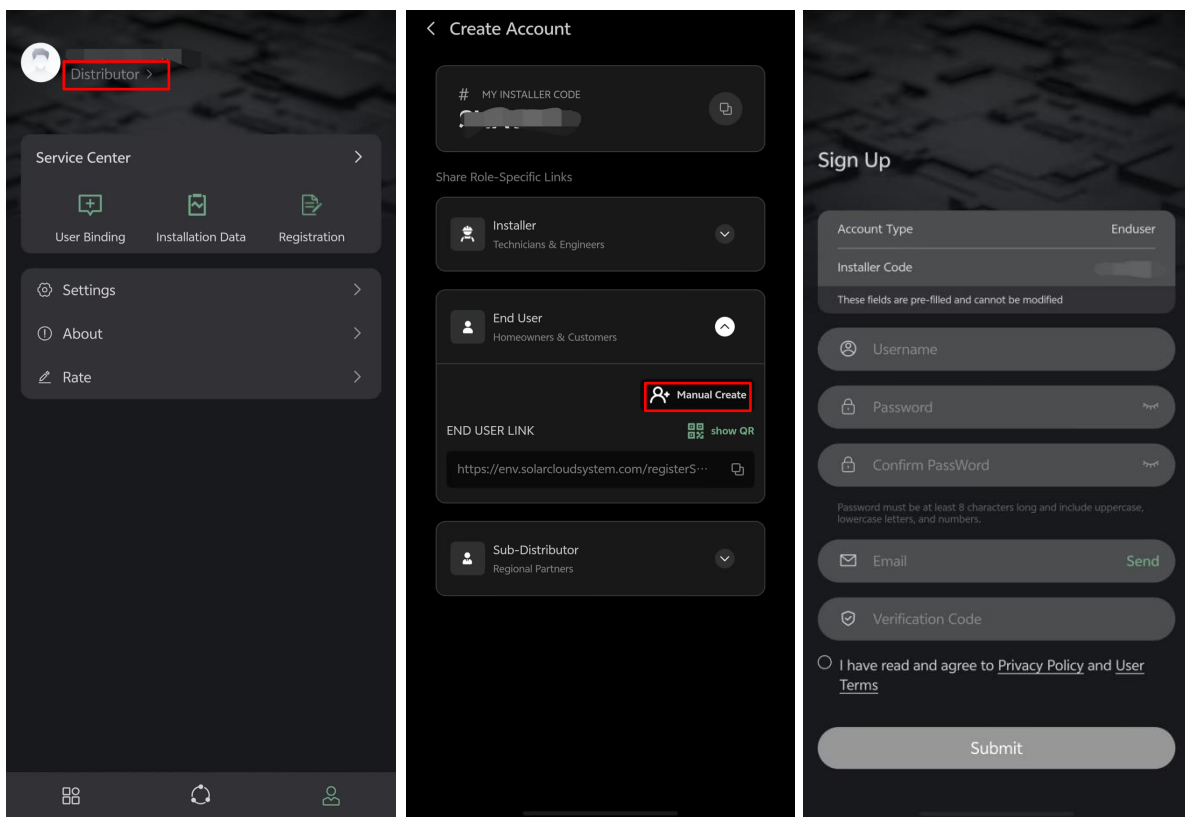 Distributor >
Service Center
User Binding
Installation Data
Registration
Settings
About
Rate
Create Account
# MY INSTALLER CODE
Share Role-Specific Links
Installer
Technicians & Engineers
End User
Homeowners & Customers
Manual Create
END USER LINK
show QR
https://env.solarcloudsystem.com/registerS···
Sub-Distributor
Regional Partners
Sign Up
Account Type Enduser
Installer Code
These fields are pre-filled and cannot be modified
Username
Password
Confirm PassWord
Password must be at least 8 characters long and include uppercase,
lowercase letters, and numbers.
Email Send
Verification Code
I have read and agree to Privacy Policy and User
Terms
Submit